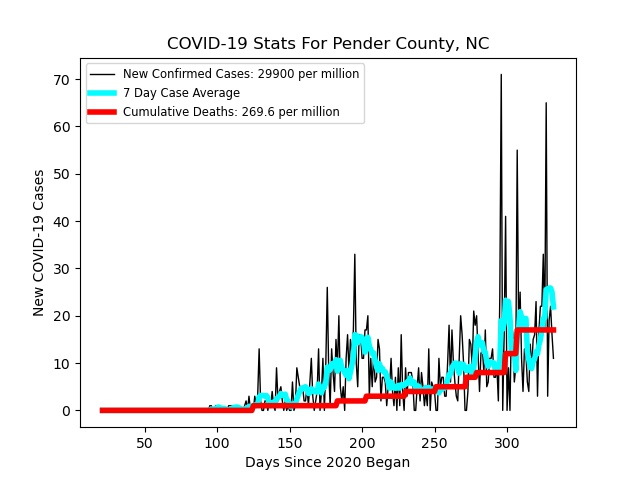 COVID-19 Stats For Pender County, NC
New Confirmed Cases: 29900 per million
7 Day Case Average
Cumulative Deaths: 269.6 per million
New COVID-19 Cases
70
60
50
40
30
20
10
0
50 100 150 200 250 300
Days Since 2020 Began